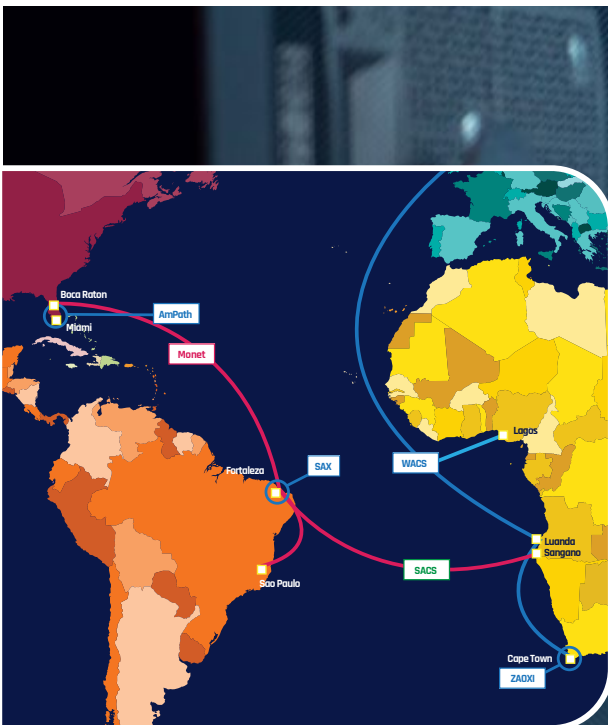 Boca Raton
AmPath
Miami
Monet
Lagos
Fortaleza
SAX
WACS
Luanda
Sangano
SACS
Sao Paulo
Cape Town
ZAOXI